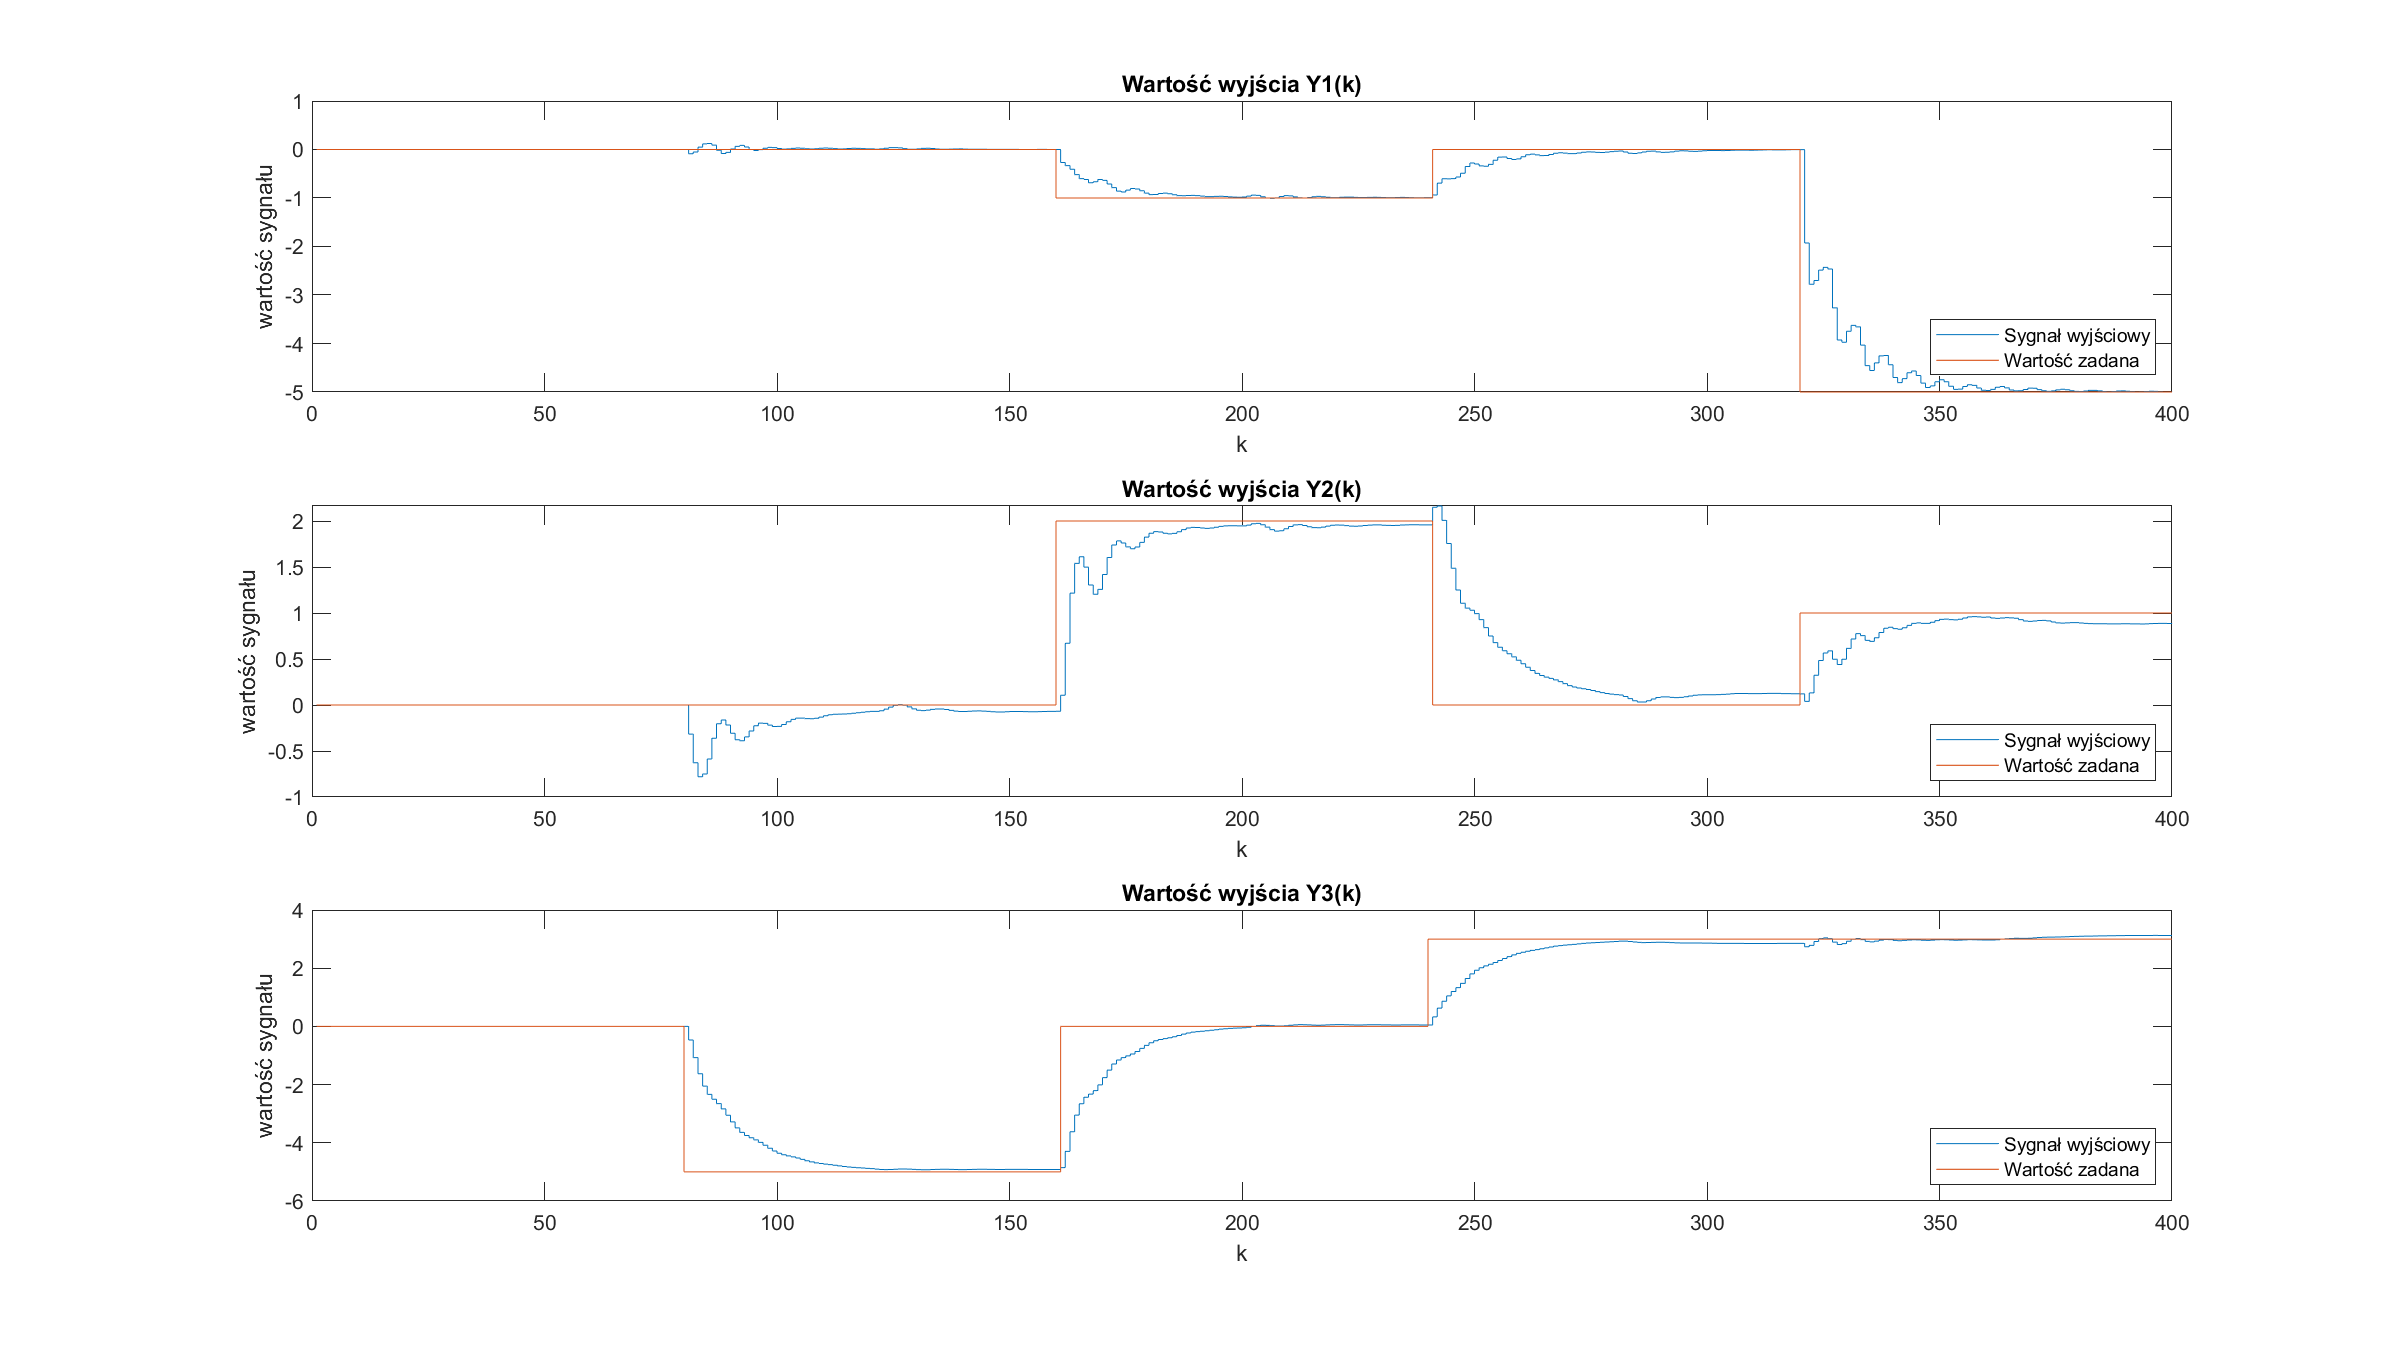 Wartość wyjścia Y1(k)
1
0
-1
-2
-3
-4
-5
wartość sygnału
Sygnał wyjściowy
Wartość zadana
0 50 100 150 200 250 300 350 400
k
Wartość wyjścia Y2(k)
2
1.5
1
0.5
0
-0.5
-1
wartość sygnału
Sygnał wyjściowy
Wartość zadana
0 50 100 150 200 250 300 350 400
k
Wartość wyjścia Y3(k)
4
2
0
-2
-4
-6
wartość sygnału
Sygnał wyjściowy
Wartość zadana
0 50 100 150 200 250 300 350 400
k